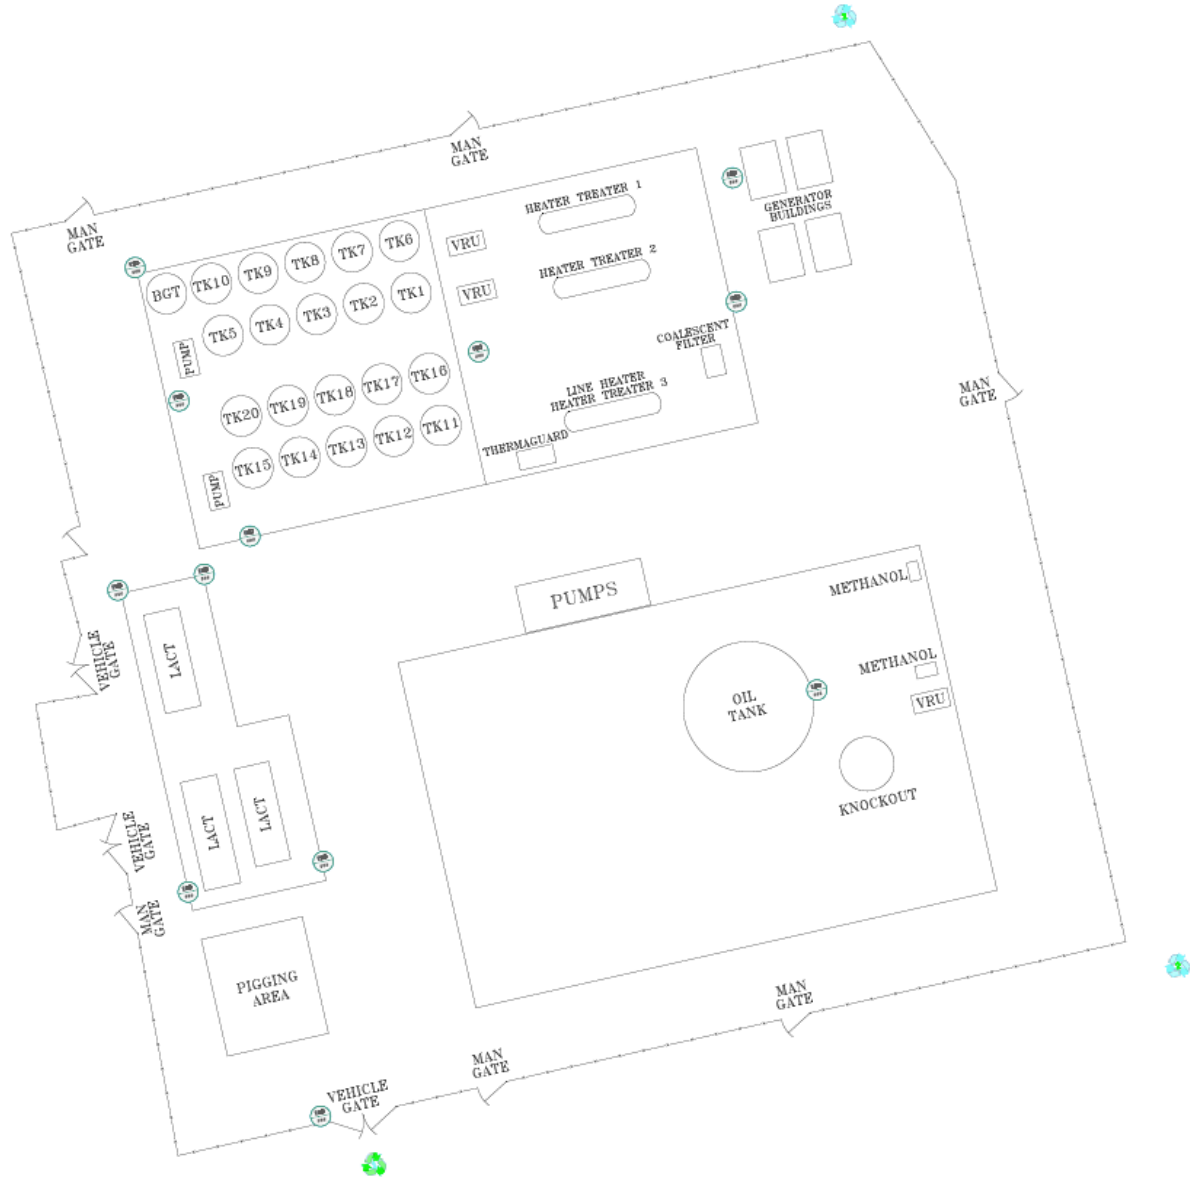 MAN
GATE
MAN
GATE
HEATER TREATER 1
GENERATOR
BUILDINGS
VRU
HEATER TREATER 2
VRU
TK6
TK7
TK8
TK9
TK10
BGT
TK1
TK2
TK3
TK4
TK5
PUMP
COALESCENT
FILTER
LINE HEATER
HEATER TREATER 3
MAN
GATE
TK16
TK17
TK18
TK19
TK20
TK11
TK12
TK13
TK14
TK15
PUMP
THERMAGUARD
PUMPS
METHANOL
VEHICLE
GATE
LACT
METHANOL
VRU
OIL
TANK
KNOCKOUT
VEHICLE
GATE
LACT
LACT
MAN
GATE
PIGGING
AREA
MAN
GATE
MAN
GATE
VEHICLE
GATE